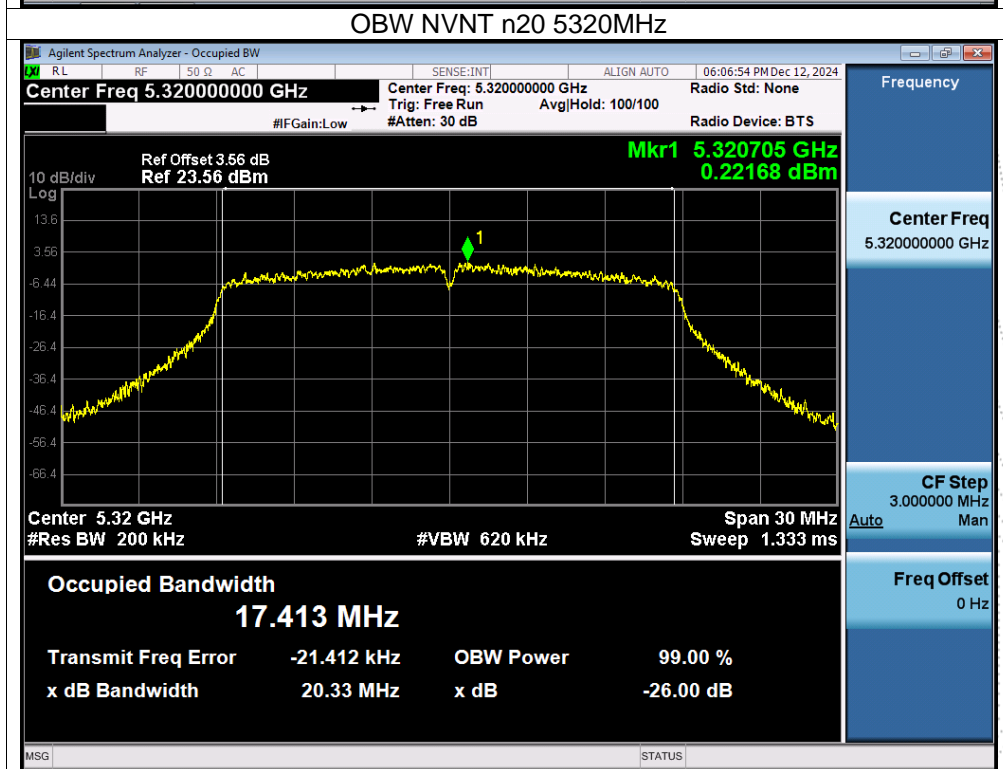 OBW NVNT n20 5320MHz
Agilent Spectrum Analyzer - Occupied BW
LXI RL RF 50 Ω AC SENSE:INT ALIGN AUTO 06:06:54 PM Dec 12, 2024
Center Freq 5.320000000 GHz Center Freq: 5.320000000 GHz Radio Std: None Frequency
Trig: Free Run Avg|Hold: 100/100
#IFGain:Low #Atten: 30 dB Radio Device: BTS
Mkr1 5.320705 GHz
Ref Offset 3.56 dB
10 dB/div Ref 23.56 dBm 0.22168 dBm
Log
13.6
Center Freq
5.320000000 GHz
1
3.56
-6.44
-16.4
-26.4
-36.4
-46.4
-56.4
-66.4
CF Step
3.000000 MHz
Auto Man
Center 5.32 GHz Span 30 MHz
#Res BW 200 kHz #VBW 620 kHz Sweep 1.333 ms
Occupied Bandwidth
17.413 MHz
Freq Offset
0 Hz
Transmit Freq Error -21.412 kHz OBW Power 99.00 %
x dB Bandwidth 20.33 MHz x dB -26.00 dB
MSG STATUS